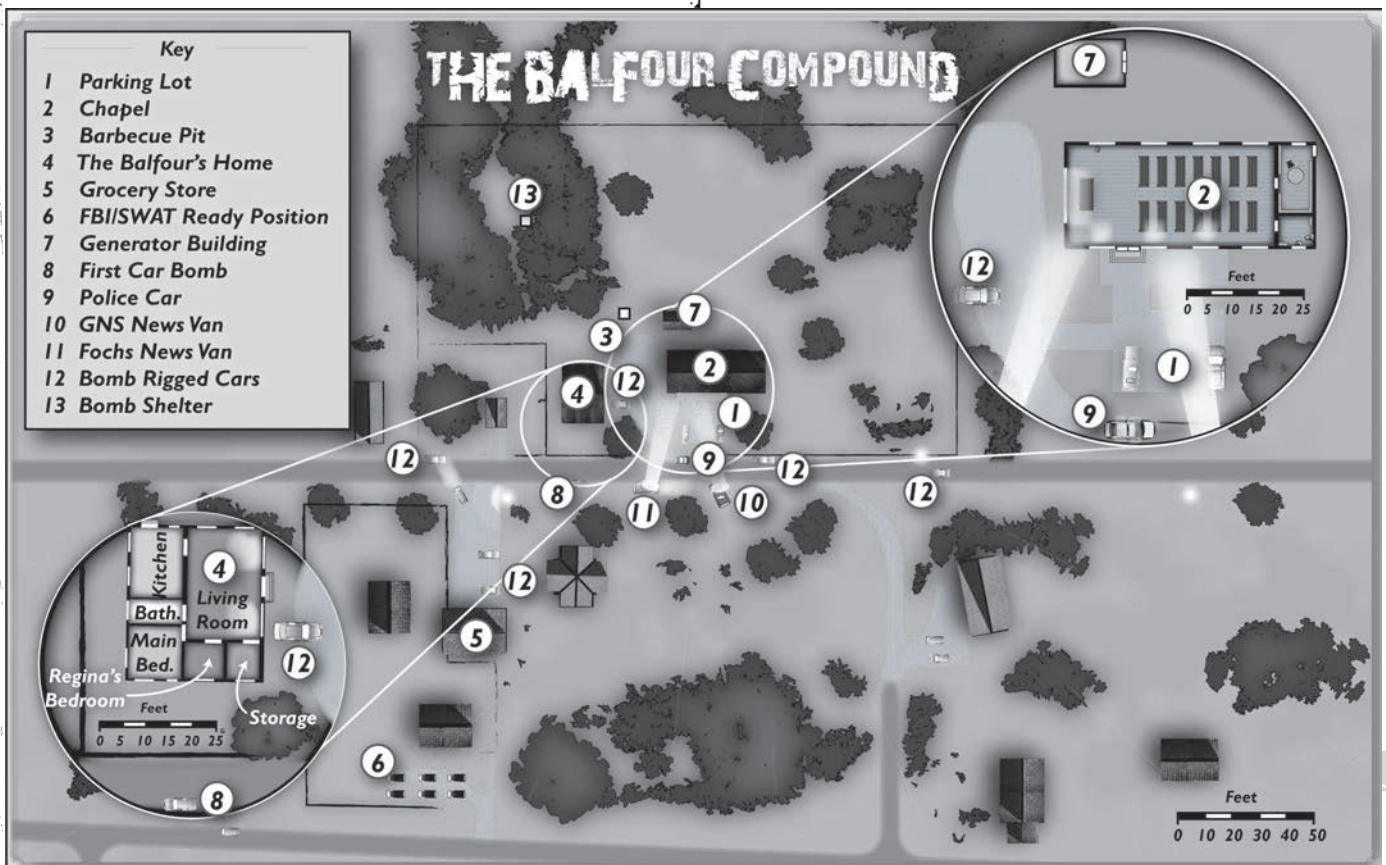 THE BALFOUR COMPOUND
Key
1 Parking Lot
2 Chapel
3 Barbecue Pit
4 The Balfour's Home
5 Grocery Store
6 FBI/SWAT Ready Position
7 Generator Building
8 First Car Bomb
9 Police Car
10 GNS News Van
11 Fochs News Van
12 Bomb Rigged Cars
13 Bomb Shelter
7
2
12
Feet
0 5 10 15 20 25
1
9
13
7
3
2
4
12
1
12
9
12
8
11
10
12
12
5
6
Kitchen
4
Living
Room
Bath.
Main
Bed.
12
Regina's
Bedroom
Storage
Feet
0 5 10 15 20 25
8
Feet
0 10 20 30 40 50